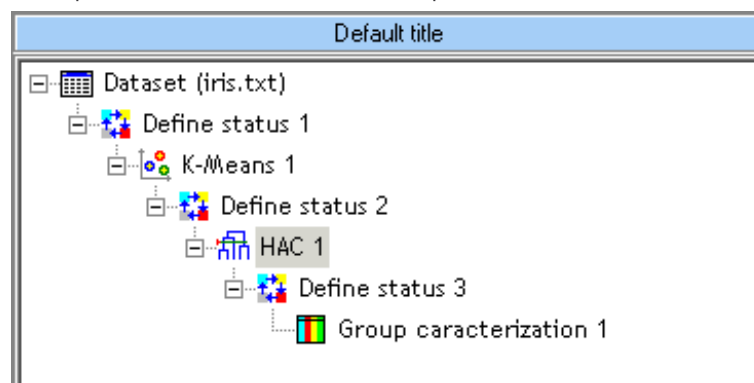 Default title
Dataset (iris.txt)
Define status 1
K-Means 1
Define status 2
HAC 1
Define status 3
Group caracterization 1